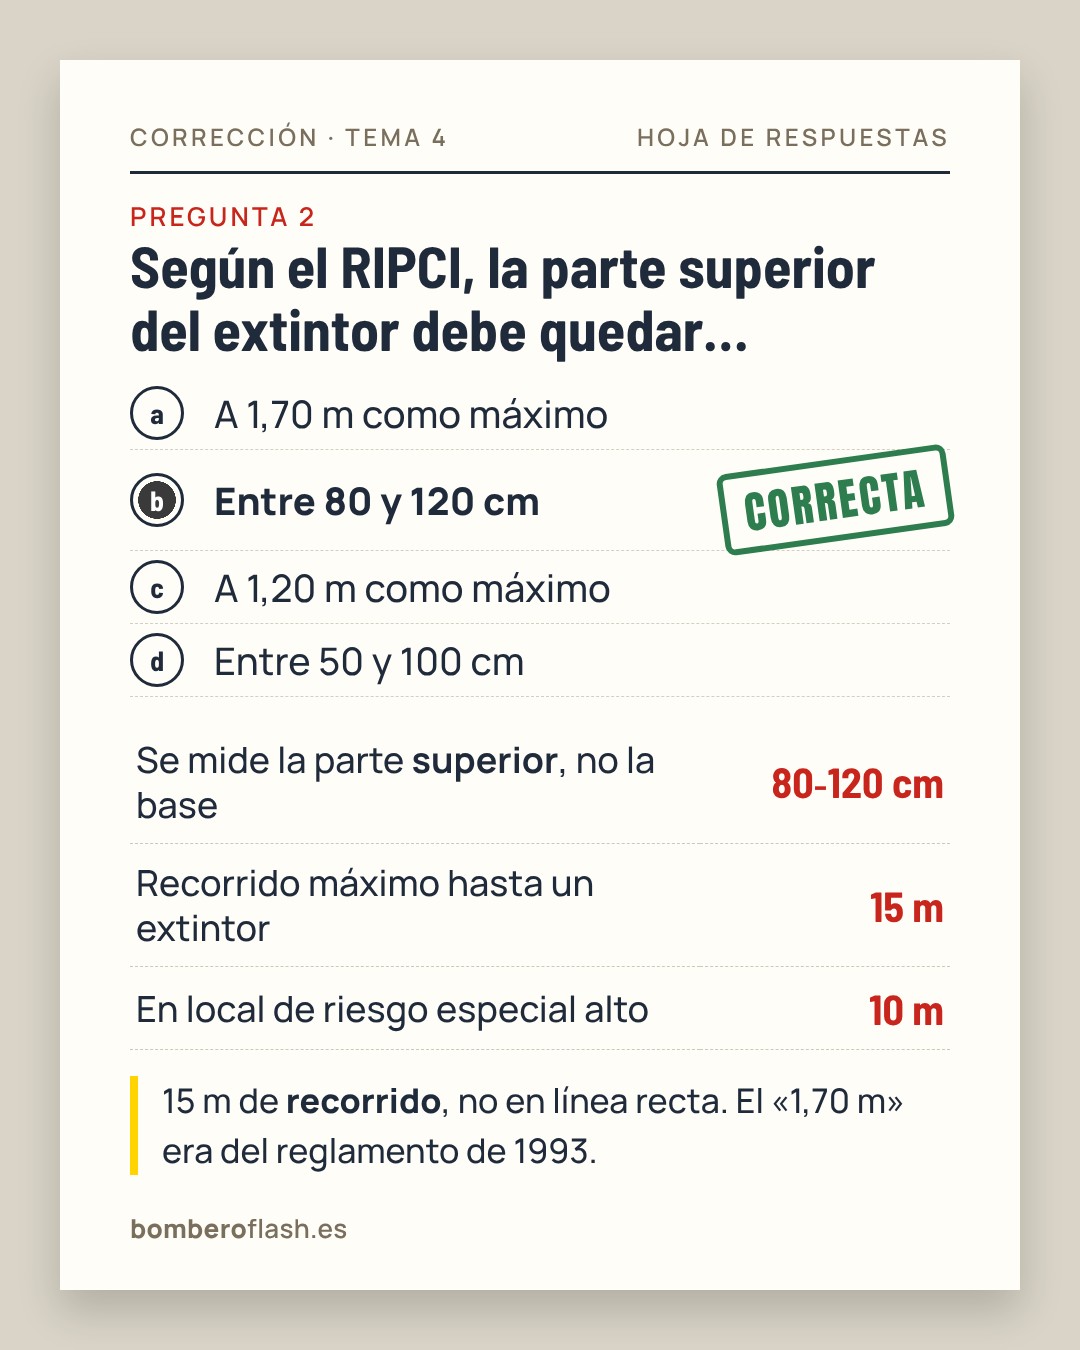 CORRECCIÓN · TEMA 4
HOJA DE RESPUESTAS
PREGUNTA 2
Según el RIPCI, la parte superior
del extintor debe quedar...
a A 1,70 m como máximo
b Entre 80 y 120 cm
CORRECTA
c A 1,20 m como máximo
d Entre 50 y 100 cm
Se mide la parte superior, no la
base
80-120 cm
Recorrido máximo hasta un
extintor
15 m
En local de riesgo especial alto
10 m
15 m de recorrido, no en línea recta. El «1,70 m»
era del reglamento de 1993.
bomberoflash.es